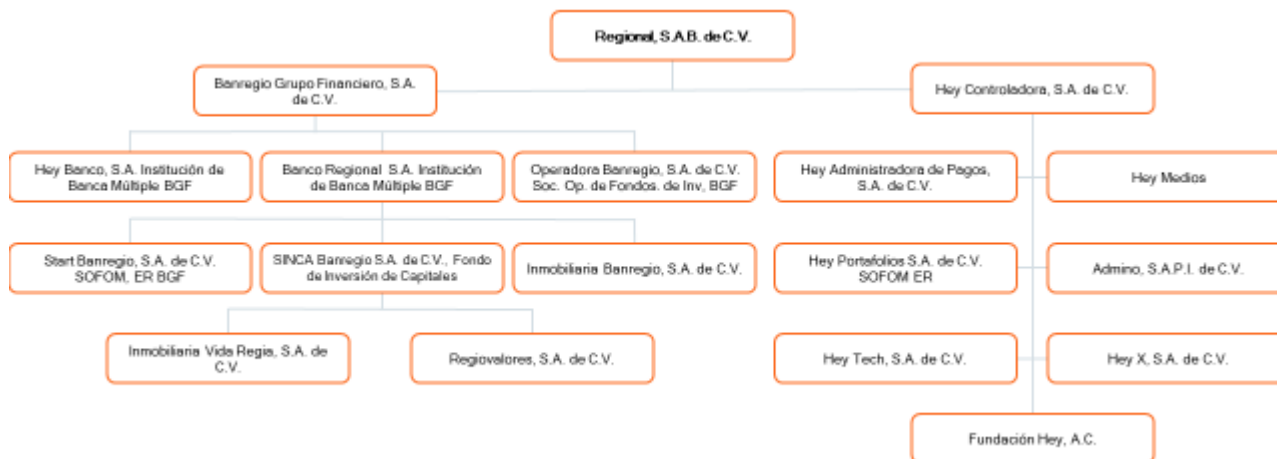 Regional, S.A.B. de C.V.
Banregio Grupo Financiero, S.A.
de C.V.
Hey Controladora, S.A. de C.V.
Hey Banco, S.A. Institución de
Banca Múltiple BGF
Banco Regional S.A. Institución
de Banca Múltiple BGF
Operadora Banregio, S.A. de C.V.
Soc. Op. de Fondos. de Inv, BGF
Hey Administradora de Pagos,
S.A. de C.V.
Hey Medios
Start Banregio, S.A. de C.V.
SOFOM, ER BGF
SINCA Banregio S.A. de C.V., Fondo
de Inversión de Capitales
Inmobiliaria Banregio, S.A. de C.V.
Hey Portafolios S.A. de C.V.
SOFOM ER
Admino, S.A.P.I. de C.V.
Inmobiliaria Vida Regia, S.A. de
C.V.
Regiovalores, S.A. de C.V.
Hey Tech, S.A. de C.V.
Hey X, S.A. de C.V.
Fundación Hey, A.C.